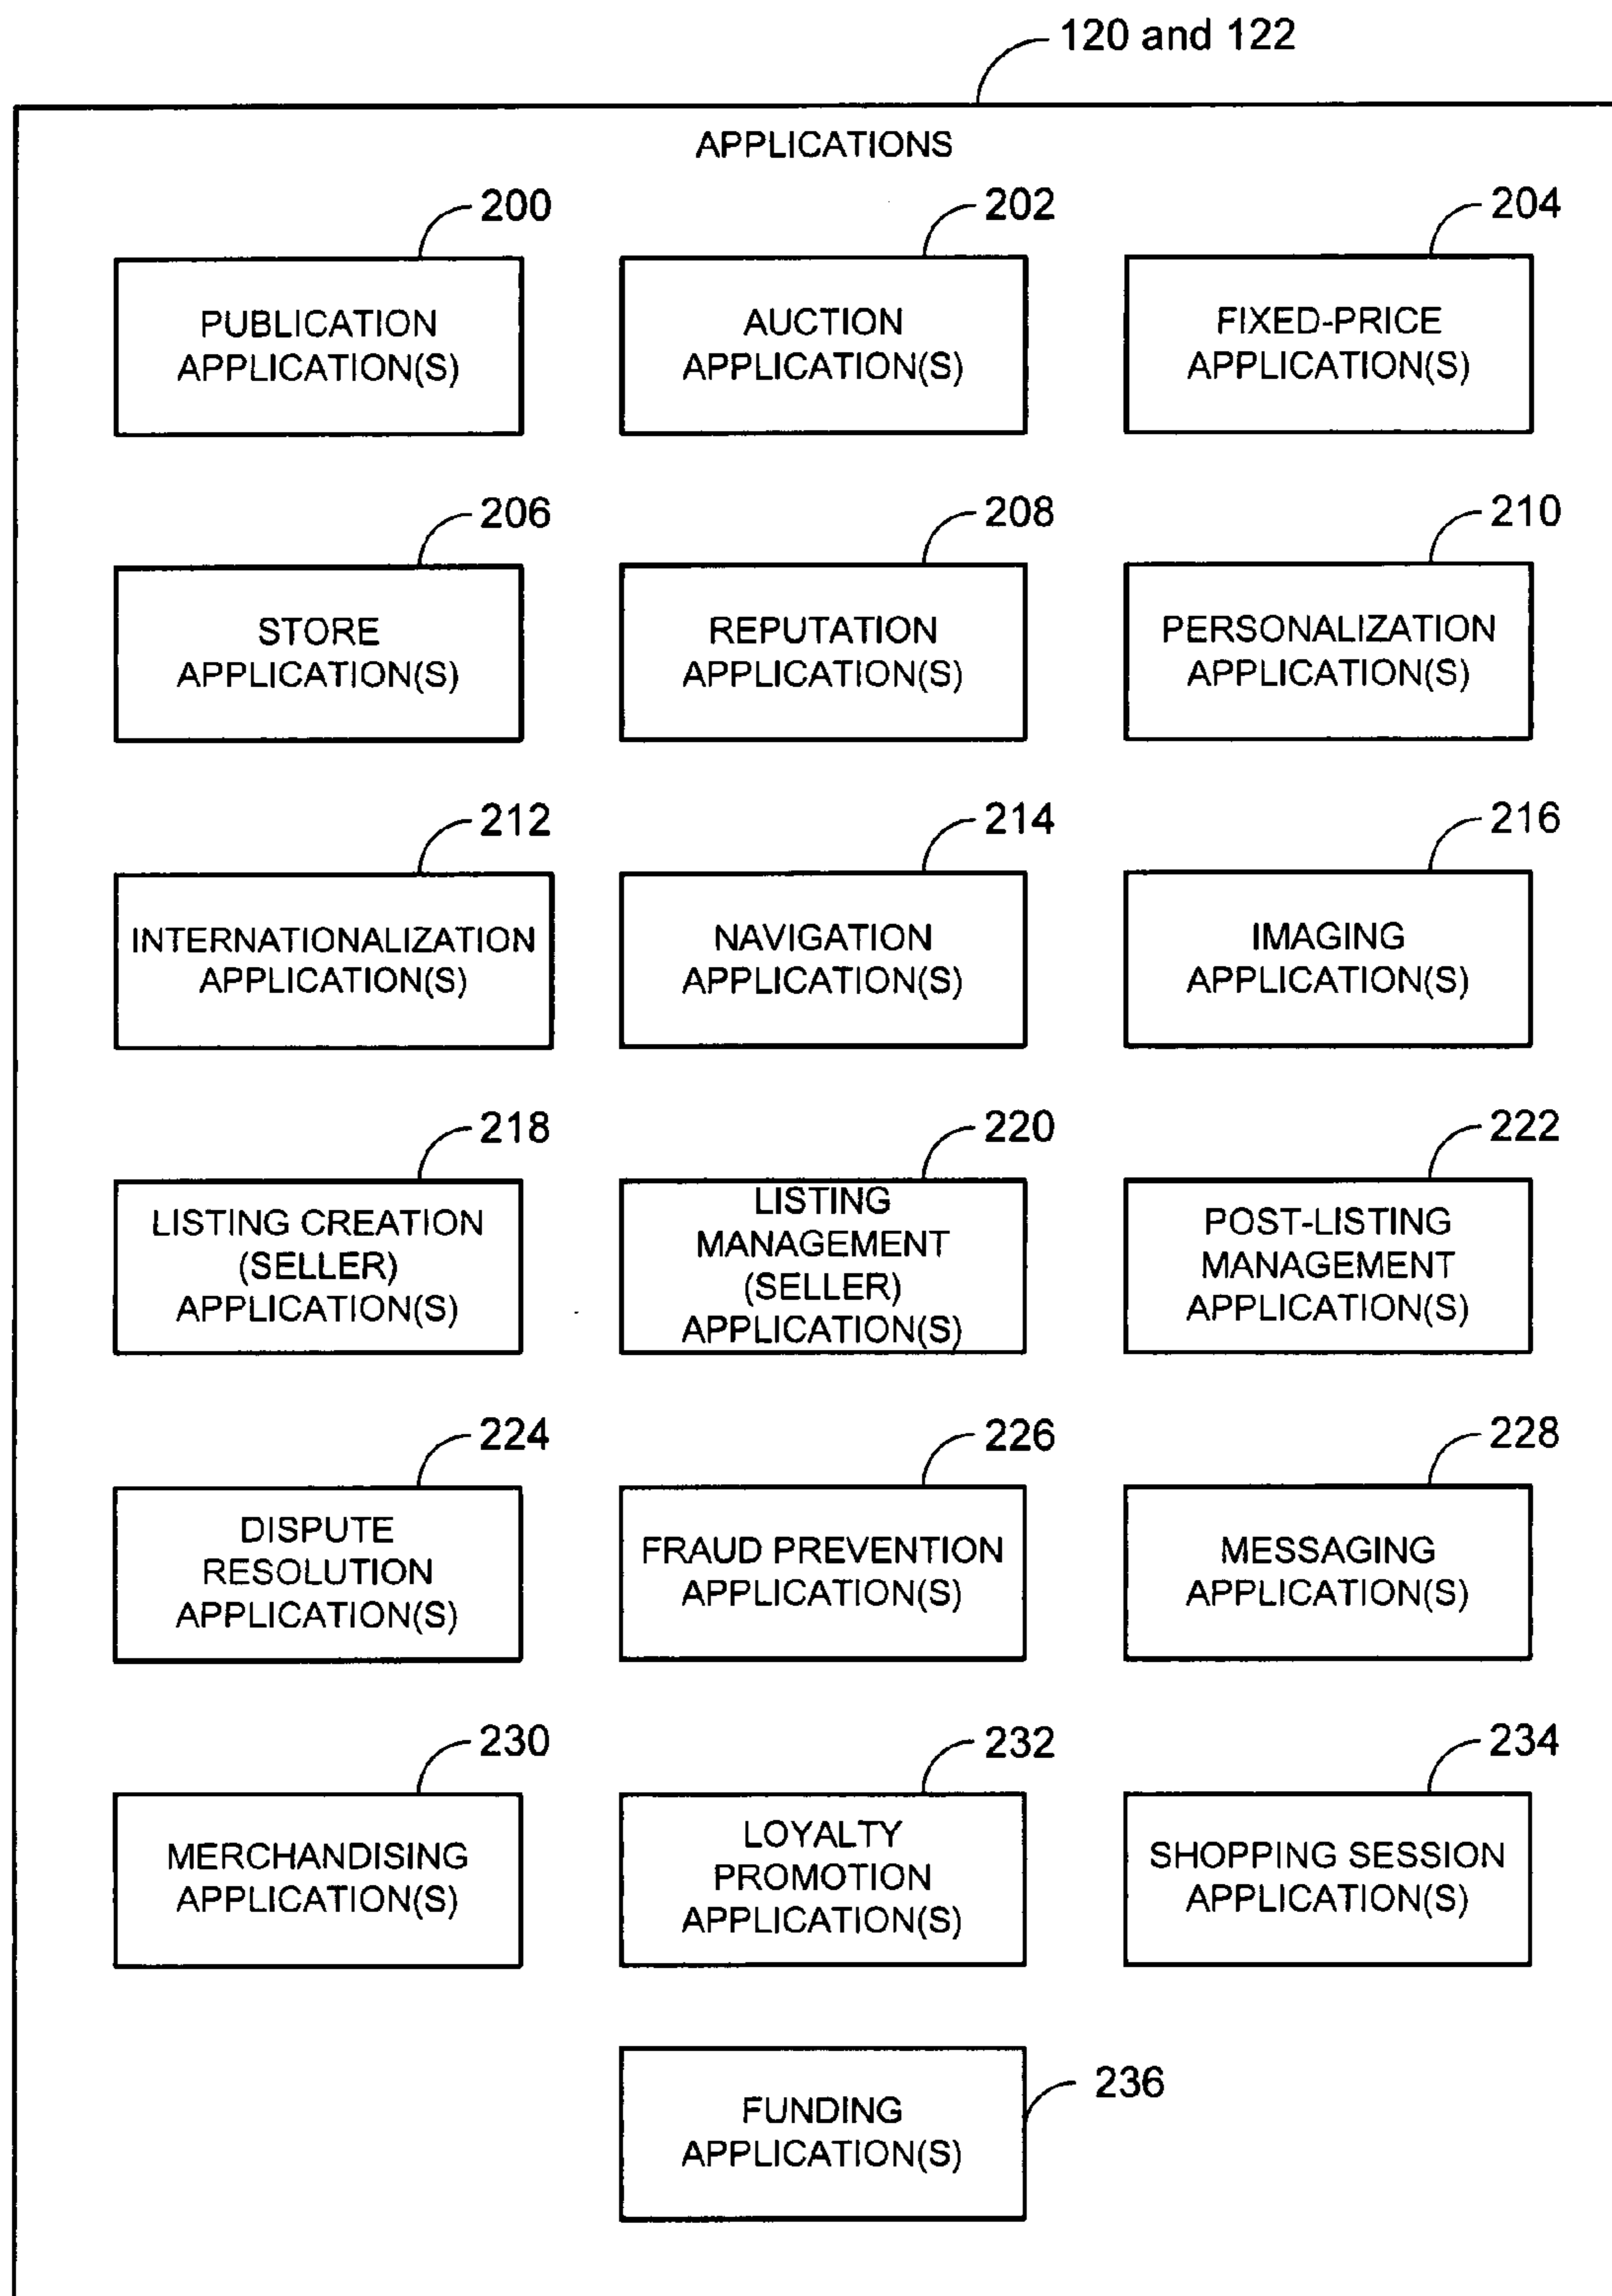 120 and 122
APPLICATIONS
200
PUBLICATION
APPLICATION(S)
202
AUCTION
APPLICATION(S)
204
FIXED-PRICE
APPLICATION(S)
206
STORE
APPLICATION(S)
208
REPUTATION
APPLICATION(S)
210
PERSONALIZATION
APPLICATION(S)
212
INTERNATIONALIZATION
APPLICATION(S)
214
NAVIGATION
APPLICATION(S)
216
IMAGING
APPLICATION(S)
218
LISTING CREATION
(SELLER)
APPLICATION(S)
220
LISTING
MANAGEMENT
(SELLER)
APPLICATION(S)
222
POST-LISTING
MANAGEMENT
APPLICATION(S)
224
DISPUTE
RESOLUTION
APPLICATION(S)
226
FRAUD PREVENTION
APPLICATION(S)
228
MESSAGING
APPLICATION(S)
230
MERCHANDISING
APPLICATION(S)
232
LOYALTY
PROMOTION
APPLICATION(S)
234
SHOPPING SESSION
APPLICATION(S)
236
FUNDING
APPLICATION(S)